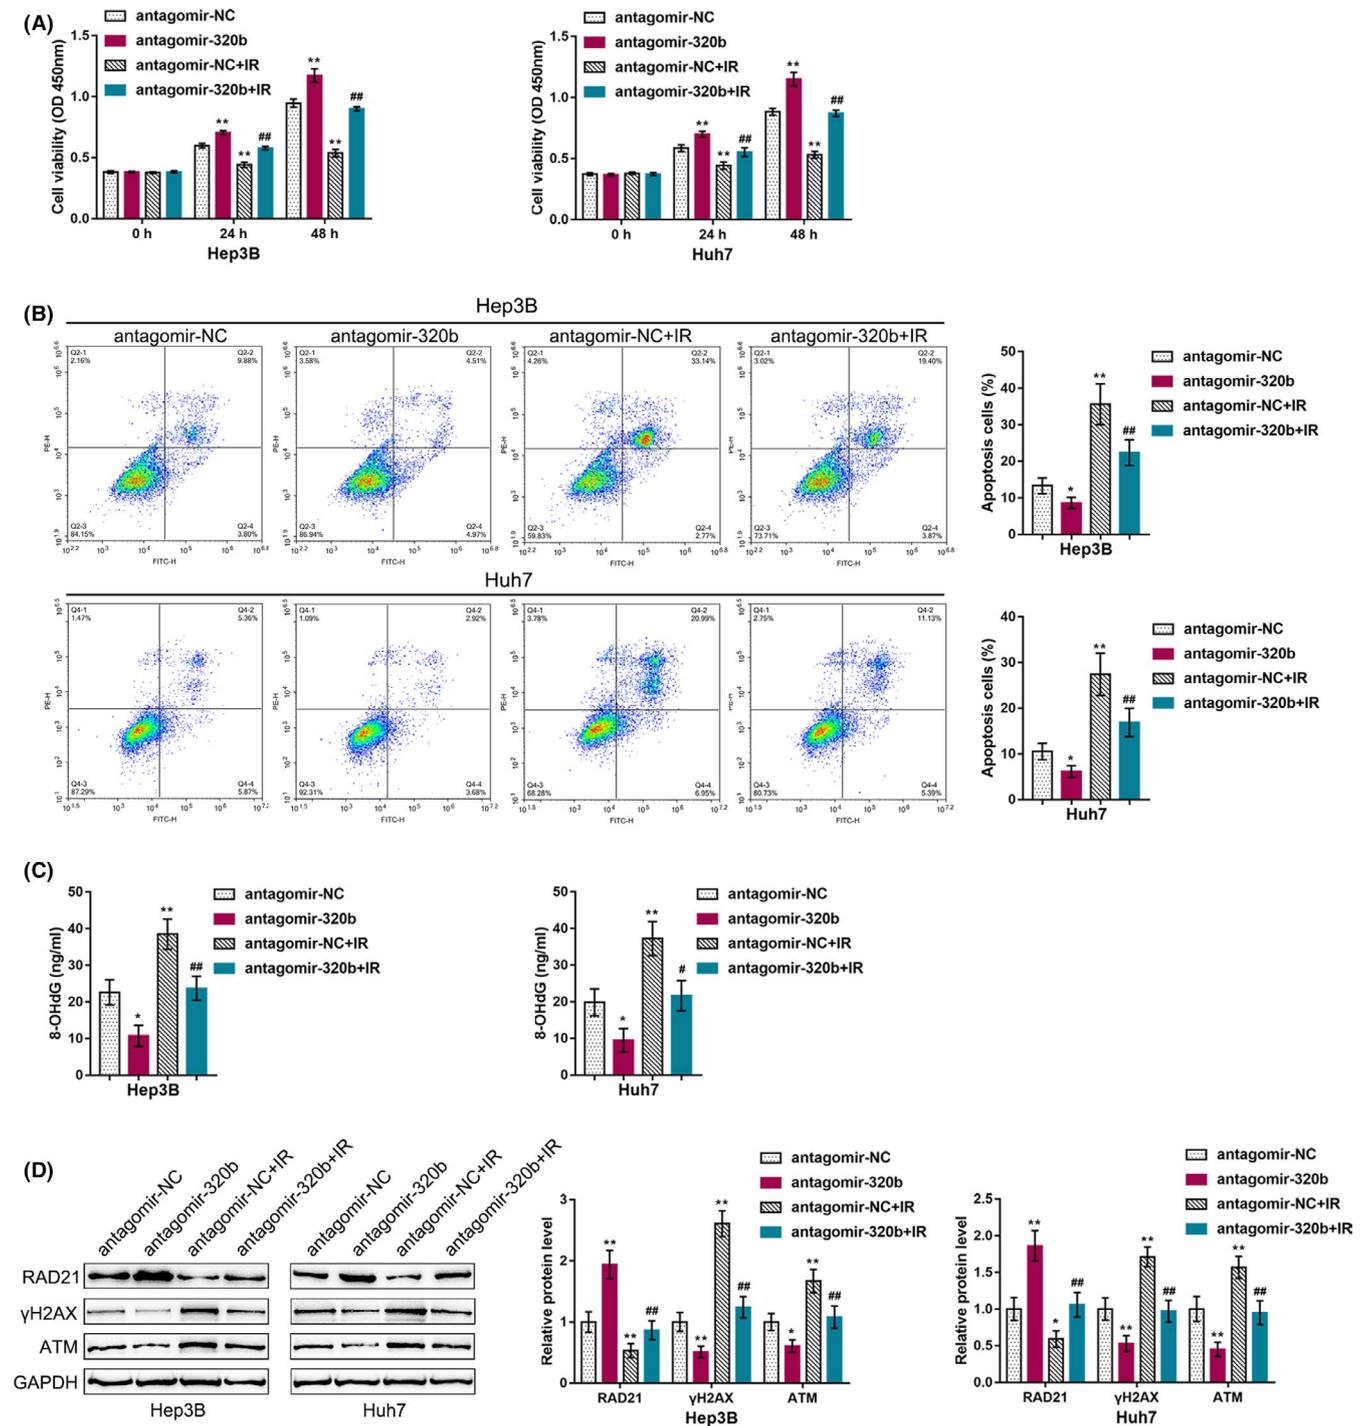 (A)
antagomir-NC
antagomir-320b
antagomir-NC+IR
antagomir-320b+IR
Cell viability (OD 450nm)
1.5
1.0
0.5
0.0
** ## ** ** ** ##
0 h 24 h 48 h
Hep3B
antagomir-NC
antagomir-320b
antagomir-NC+IR
antagomir-320b+IR
Cell viability (OD 450nm)
1.5
1.0
0.5
0.0
** ** ## ** ** ##
0 h 24 h 48 h
Huh7
(B)
Hep3B
antagomir-NC antagomir-320b antagomir-NC+IR antagomir-320b+IR
Q2-1 2.16% Q2-2 9.88% Q2-3 84.15% Q2-4 3.80%
Q2-1 3.58% Q2-2 4.51% Q2-3 86.94% Q2-4 4.97%
Q2-1 4.26% Q2-2 33.14% Q2-3 59.83% Q2-4 2.77%
Q2-1 3.02% Q2-2 19.40% Q2-3 73.71% Q2-4 3.87%
PE-H
FITC-H FITC-H FITC-H FITC-H
Apoptosis cells (%)
50
40
30
20
10
0
* ** ##
Hep3B
antagomir-NC
antagomir-320b
antagomir-NC+IR
antagomir-320b+IR
Huh7
Q4-1 1.47% Q4-2 5.36% Q4-3 87.29% Q4-4 5.87%
Q4-1 1.09% Q4-2 2.92% Q4-3 92.31% Q4-4 3.68%
Q4-1 3.78% Q4-2 20.99% Q4-3 68.28% Q4-4 6.95%
Q4-1 2.75% Q4-2 11.13% Q4-3 80.73% Q4-4 5.39%
PE-H
FITC-H FITC-H FITC-H FITC-H
Apoptosis cells (%)
40
30
20
10
0
* ** ##
Huh7
antagomir-NC
antagomir-320b
antagomir-NC+IR
antagomir-320b+IR
(C)
8-OHdG (ng/ml)
50
40
30
20
10
0
* ** ##
Hep3B
antagomir-NC
antagomir-320b
antagomir-NC+IR
antagomir-320b+IR
8-OHdG (ng/ml)
50
40
30
20
10
0
* ** #
Huh7
antagomir-NC
antagomir-320b
antagomir-NC+IR
antagomir-320b+IR
(D)
antagomir-NC antagomir-320b antagomir-NC+IR antagomir-320b+IR
antagomir-NC antagomir-320b antagomir-NC+IR antagomir-320b+IR
RAD21
γH2AX
ATM
GAPDH
Hep3B Huh7
antagomir-NC
antagomir-320b
antagomir-NC+IR
antagomir-320b+IR
Relative protein level
3
2
1
0
** ** ## ** ** ## * ** ##
RAD21 γH2AX ATM
Hep3B
antagomir-NC
antagomir-320b
antagomir-NC+IR
antagomir-320b+IR
Relative protein level
2.5
2.0
1.5
1.0
0.5
0.0
** * ## ** ** ## ** ** ##
RAD21 γH2AX ATM
Huh7